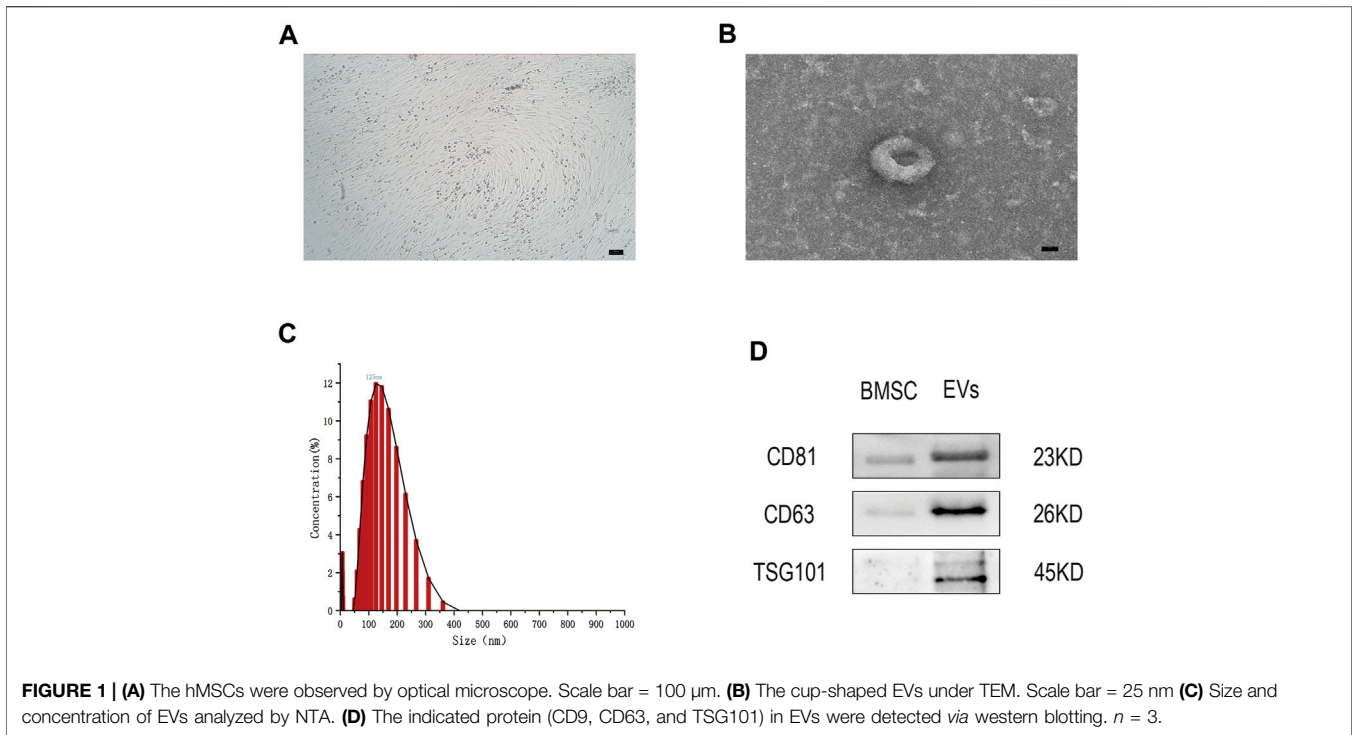 A
B
C
125nm
Concentration(%)
12
10
8
6
4
2
0
0 100 200 300 400 500 600 700 800 900 1000
Size (nm)
D
BMSC EVs
CD81 23KD
CD63 26KD
TSG101 45KD
FIGURE 1 | (A) The hMSCs were observed by optical microscope. Scale bar = 100 μm. (B) The cup-shaped EVs under TEM. Scale bar = 25 nm (C) Size and
concentration of EVs analyzed by NTA. (D) The indicated protein (CD9, CD63, and TSG101) in EVs were detected via western blotting. n = 3.